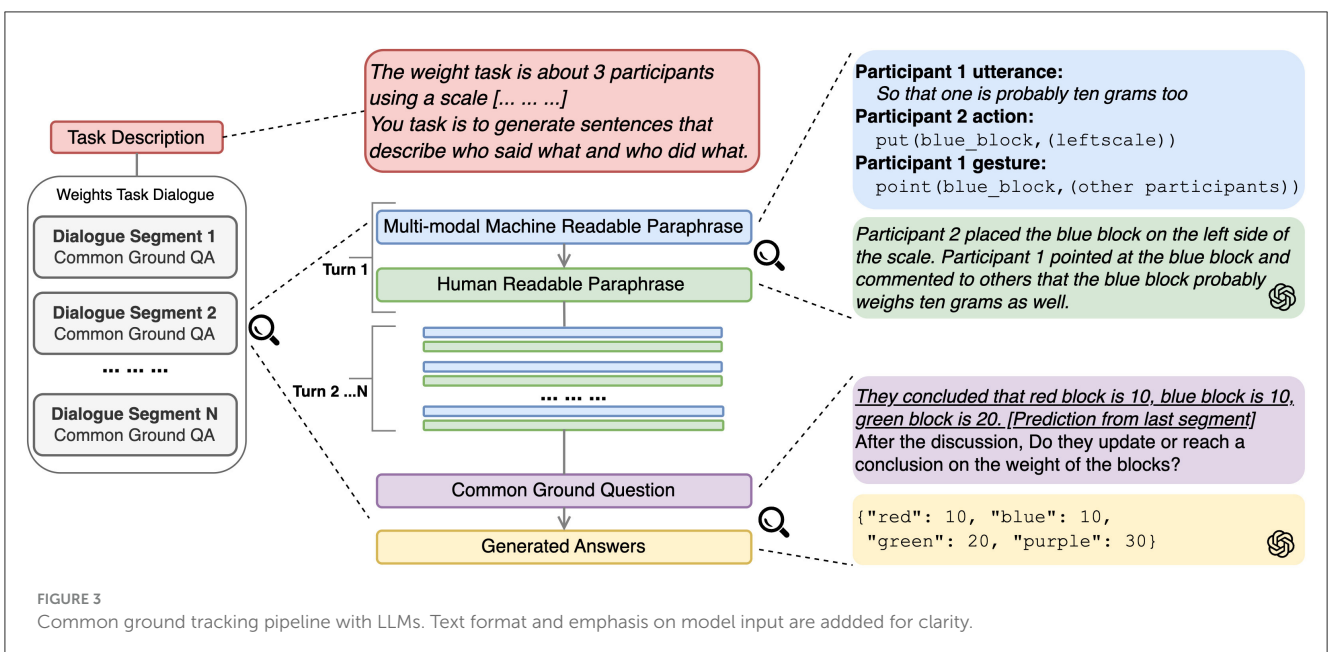 The weight task is about 3 participants
using a scale [... ... ...]
You task is to generate sentences that
describe who said what and who did what.
Task Description
Weights Task Dialogue
Dialogue Segment 1
Common Ground QA
Dialogue Segment 2
Common Ground QA
... ... ...
Dialogue Segment N
Common Ground QA
Turn 1
Multi-modal Machine Readable Paraphrase
Human Readable Paraphrase
Turn 2 ...N
... ... ...
Common Ground Question
Generated Answers
Participant 1 utterance:
So that one is probably ten grams too
Participant 2 action:
put(blue_block,(leftscale))
Participant 1 gesture:
point(blue_block,(other participants))
Participant 2 placed the blue block on the left side of
the scale. Participant 1 pointed at the blue block and
commented to others that the blue block probably
weighs ten grams as well.
They concluded that red block is 10, blue block is 10,
green block is 20. [Prediction from last segment]
After the discussion, Do they update or reach a
conclusion on the weight of the blocks?
{"red": 10, "blue": 10,
"green": 20, "purple": 30}
FIGURE 3
Common ground tracking pipeline with LLMs. Text format and emphasis on model input are addded for clarity.